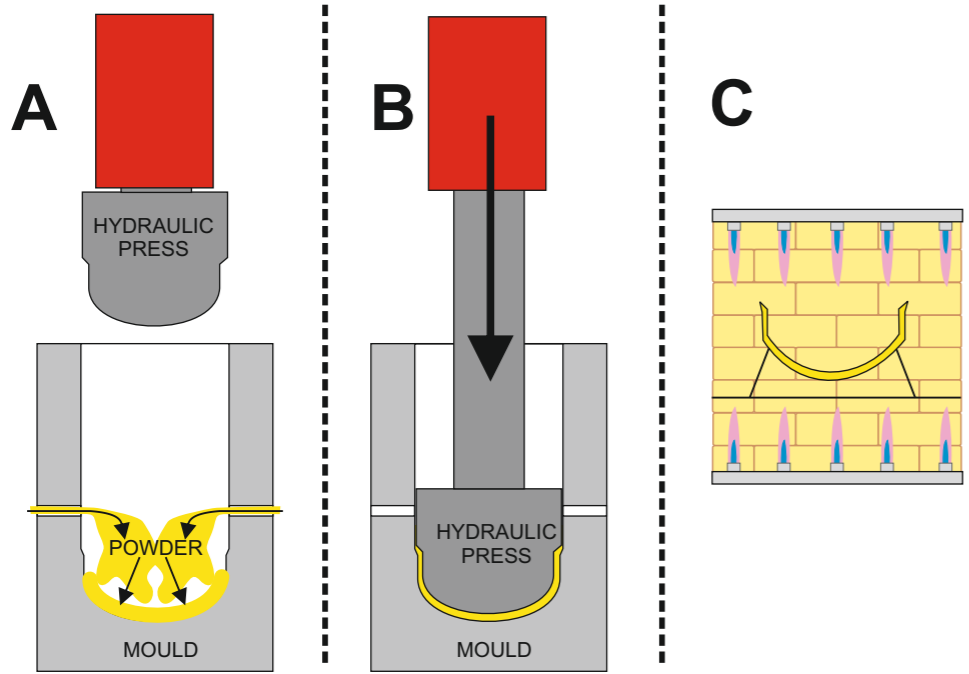 A
HYDRAULIC
PRESS
POWDER
MOULD
B
HYDRAULIC
PRESS
MOULD
C